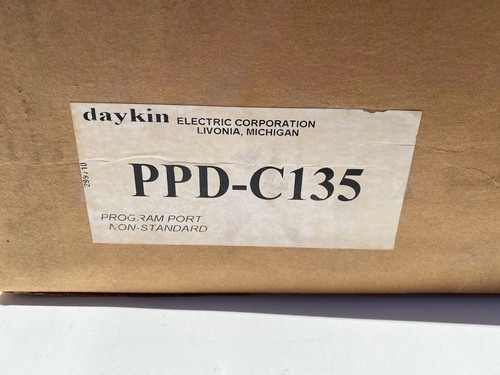 daykin ELECTRIC CORPORATION
LIVONIA, MICHIGAN
PPD-C135
PROGRAM PORT
NON-STANDARD